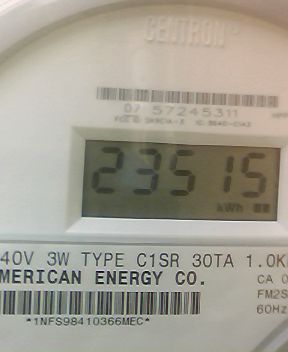 CENTRON
07 57245311
23515
kWh
40V 3W TYPE C1SR 30TA 1.0K
MERICAN ENERGY CO.
CA 0
FM2S
60Hz
*1NFS98410366MEC*